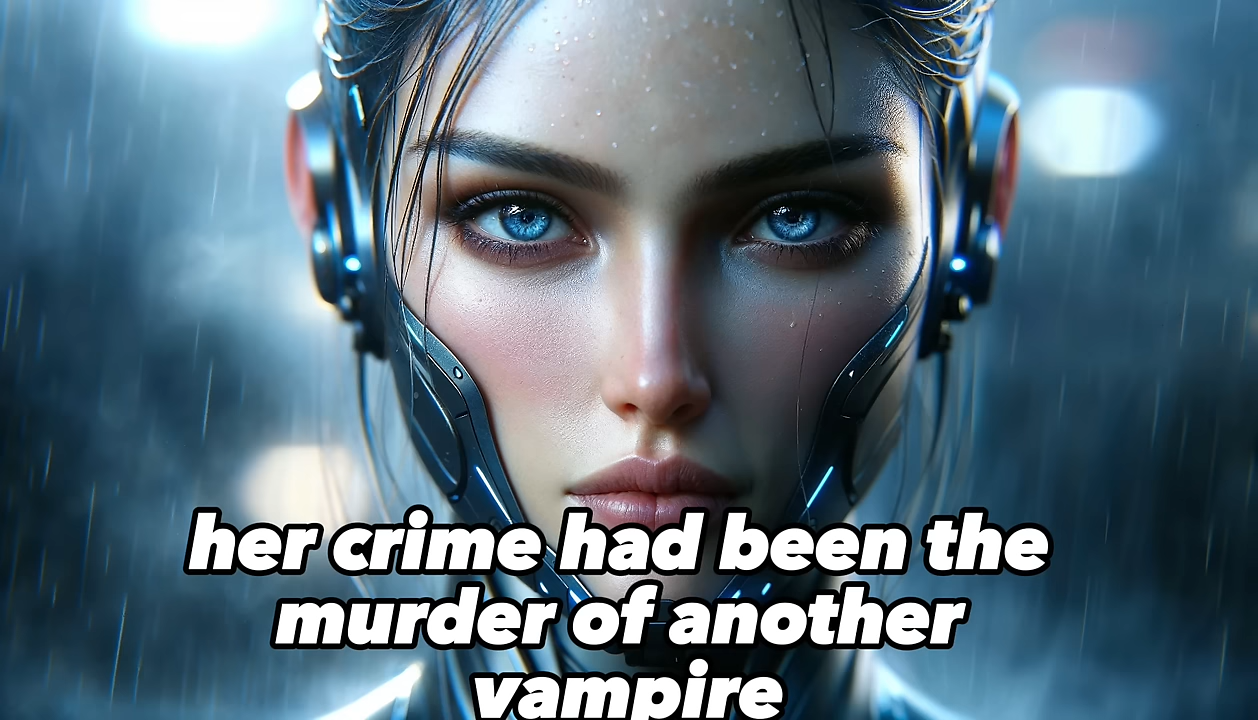 her crime had been the
murder of another
vampire